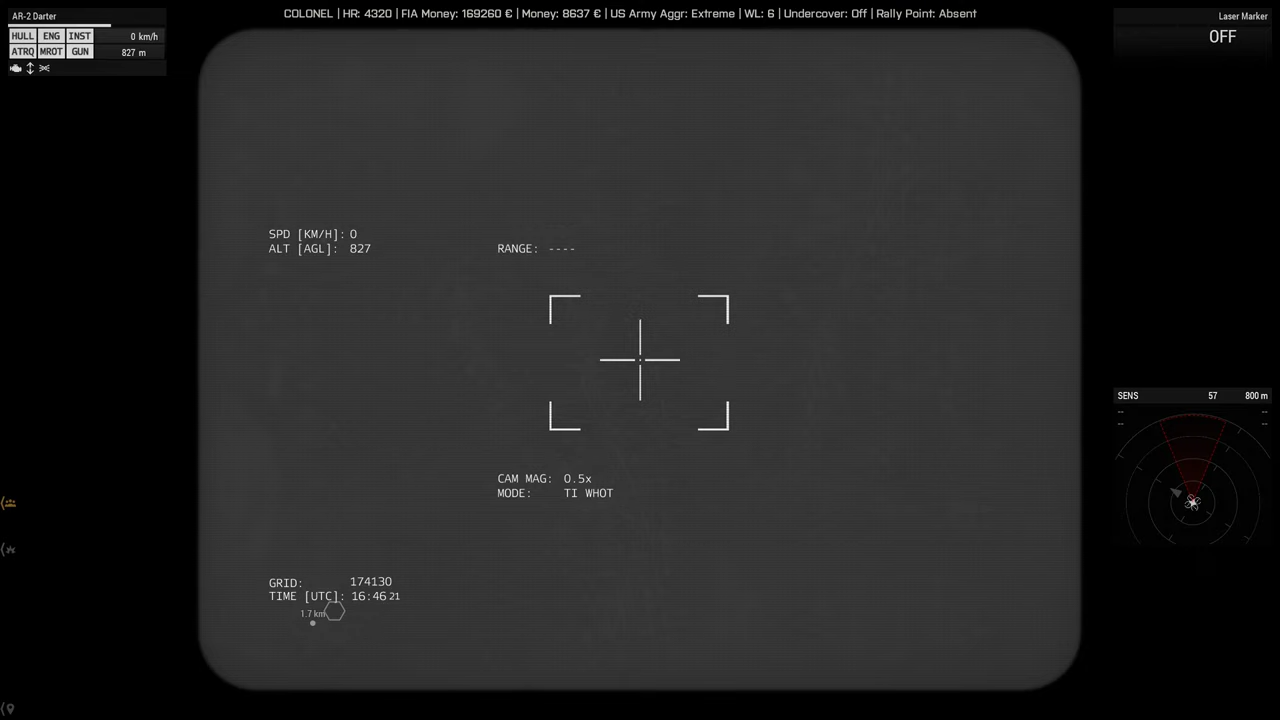 COLONEL | HR: 4320 | FIA Money: 169260 € | Money: 8637 € | US Army Aggr: Extreme | WL: 6 | Undercover: Off | Rally Point: Absent
AR-2 Darter
HULL ENG INST 0 km/h
ATRQ MROT GUN 827 m
Laser Marker
OFF
SPD [KM/H]: 0
ALT [AGL]: 827
RANGE: ----
CAM MAG: 0.5x
MODE: TI WHOT
SENS 57 800 m
-- --
-- --
GRID: 174130
TIME [UTC]: 16:46 21
1.7 km